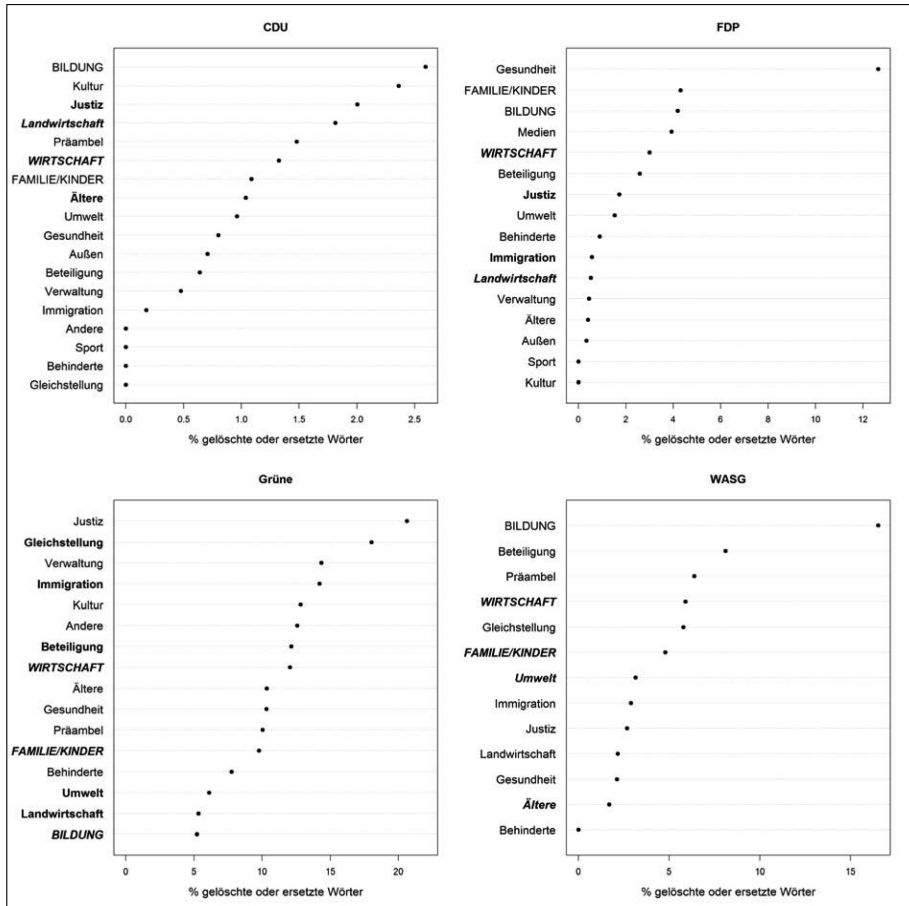 CDU
BILDUNG
Kultur
Justiz
Landwirtschaft
Präambel
WIRTSCHAFT
FAMILIE/KINDER
Ältere
Umwelt
Gesundheit
Außen
Beteiligung
Verwaltung
Immigration
Andere
Sport
Behinderte
Gleichstellung
0.0 0.5 1.0 1.5 2.0 2.5
% gelöschte oder ersetzte Wörter
FDP
Gesundheit
FAMILIE/KINDER
BILDUNG
Medien
WIRTSCHAFT
Beteiligung
Justiz
Umwelt
Behinderte
Immigration
Landwirtschaft
Verwaltung
Ältere
Außen
Sport
Kultur
0 2 4 6 8 10 12
% gelöschte oder ersetzte Wörter
Grüne
Justiz
Gleichstellung
Verwaltung
Immigration
Kultur
Andere
Beteiligung
WIRTSCHAFT
Ältere
Gesundheit
Präambel
FAMILIE/KINDER
Behinderte
Umwelt
Landwirtschaft
BILDUNG
0 5 10 15 20
% gelöschte oder ersetzte Wörter
WASG
BILDUNG
Beteiligung
Präambel
WIRTSCHAFT
Gleichstellung
FAMILIE/KINDER
Umwelt
Immigration
Justiz
Landwirtschaft
Gesundheit
Ältere
Behinderte
0 5 10 15
% gelöschte oder ersetzte Wörter